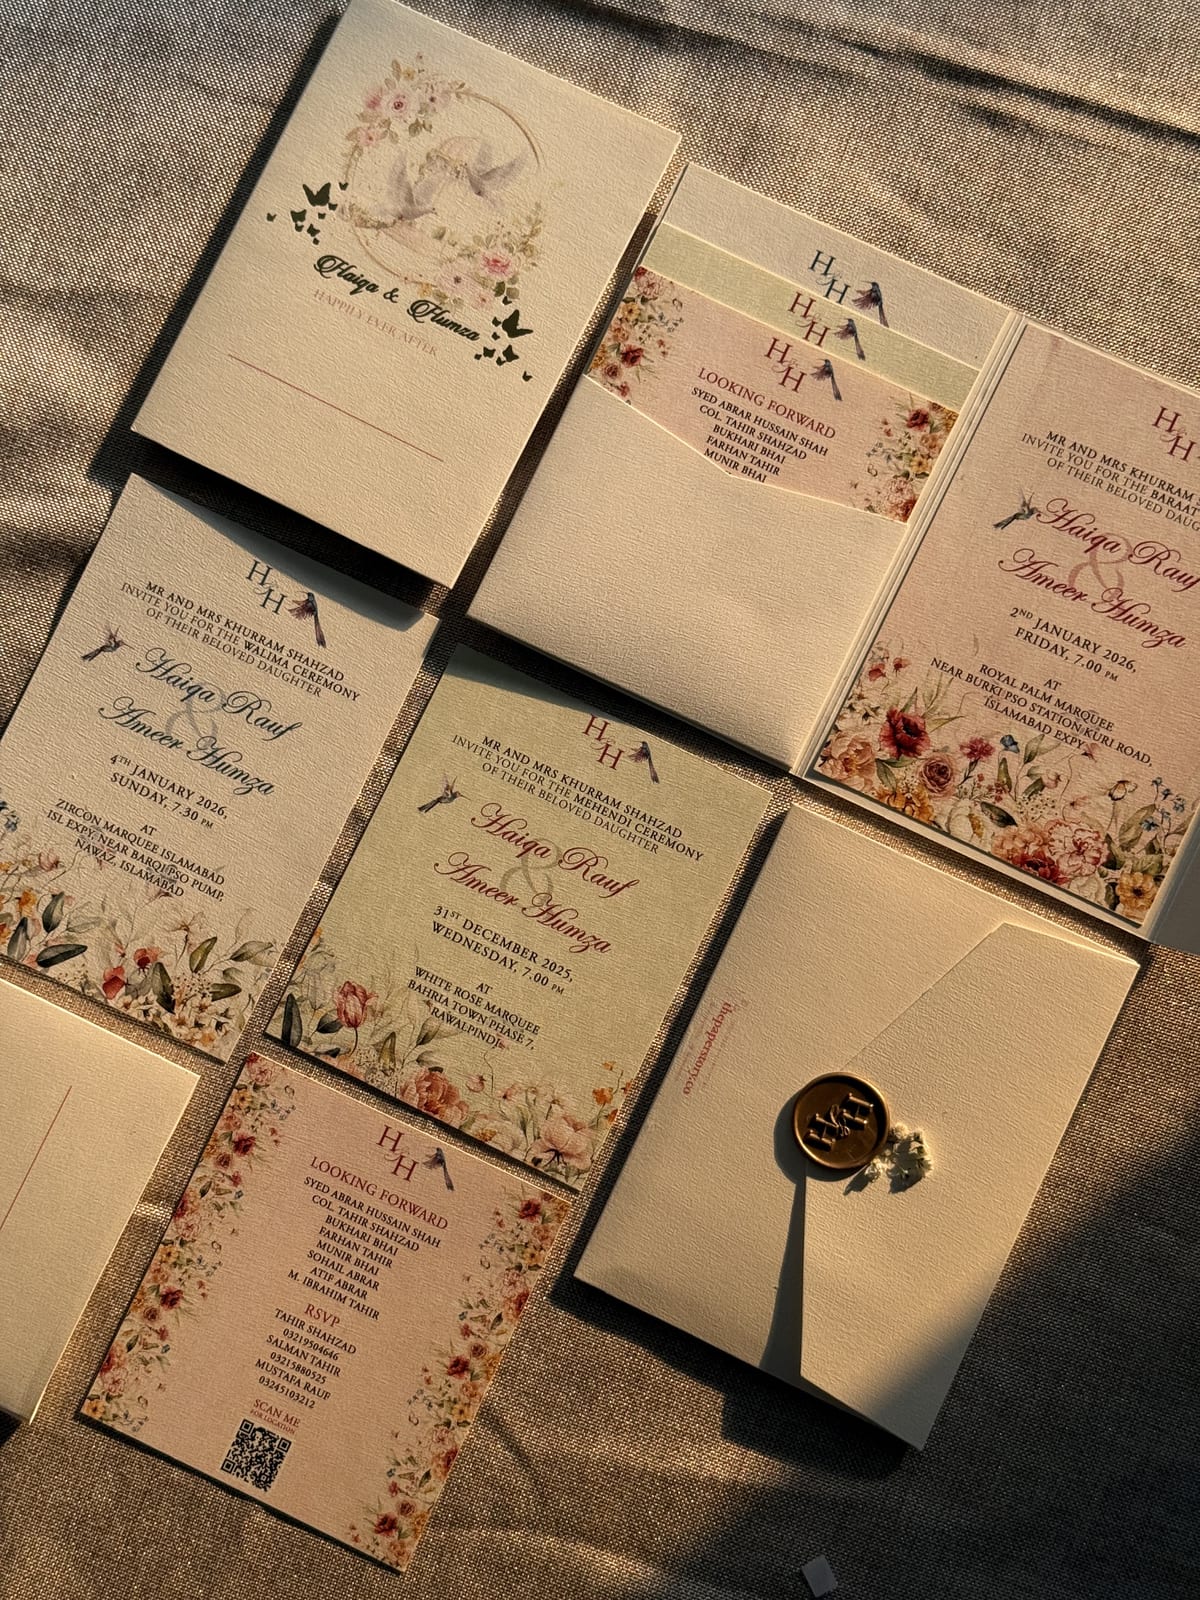 Haiqa & Humza
HAPPILY EVER AFTER
H&H
H&H
H&H
LOOKING FORWARD
SYED ABRAR HUSSAIN SHAH
COL. TAHIR SHAHZAD
BUKHARI BHAI
FARHAN TAHIR
MUNIR BHAI
H&H
MR AND MRS KHURRAM
INVITE YOU FOR THE BARAAT
OF THEIR BELOVED
Haiqa Rauf
&
Ameer Humza
2ND JANUARY 2026,
FRIDAY, 7.00 PM
AT
ROYAL PALM MARQUEE
NEAR BURKI PSO STATION KURI ROAD,
ISLAMABAD EXPY
H&H
MR AND MRS KHURRAM SHAHZAD
INVITE YOU FOR THE WALIMA CEREMONY
OF THEIR BELOVED DAUGHTER
Haiqa Rauf
&
Ameer Humza
4TH JANUARY 2026,
SUNDAY, 7.30 PM
AT
ZIRCON MARQUEE ISLAMABAD
ISL EXPY, NEAR BARQI PSO PUMP,
NAWAZ, ISLAMABAD
H&H
MR AND MRS KHURRAM SHAHZAD
INVITE YOU FOR THE MEHENDI CEREMONY
OF THEIR BELOVED DAUGHTER
Haiqa Rauf
&
Ameer Humza
31ST DECEMBER 2025,
WEDNESDAY, 7.00 PM
AT
WHITE ROSE MARQUEE
BAHRIA TOWN PHASE 7,
RAWALPINDI
thepaperstory.co
H&H
H&H
LOOKING FORWARD
SYED ABRAR HUSSAIN SHAH
COL. TAHIR SHAHZAD
BUKHARI BHAI
FARHAN TAHIR
MUNIR BHAI
SOHAIL ABRAR
ATIF ABRAR
M. IBRAHIM TAHIR
RSVP
TAHIR SHAHZAD
03219504646
SALMAN TAHIR
03215880525
MUSTAFA RAUF
03245103212
SCAN ME
FOR LOCATION